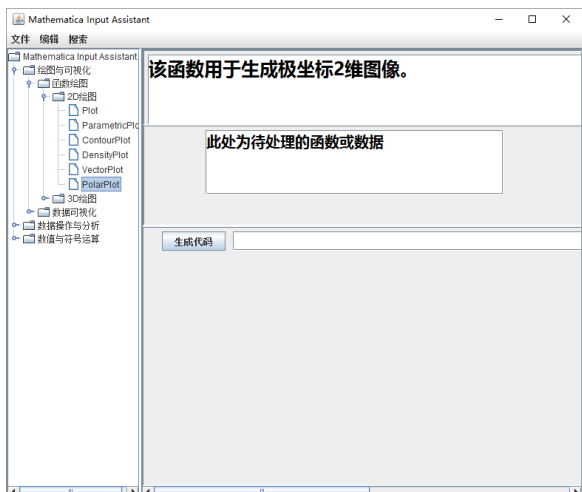 Mathematica Input Assistant
文件 编辑 搜索
Mathematica Input Assistant
绘图与可视化
函数绘图
2D绘图
Plot
ParametricPlo
ContourPlot
DensityPlot
VectorPlot
PolarPlot
3D绘图
数据可视化
数据操作与分析
数值与符号运算
该函数用于生成极坐标2维图像。
此处为待处理的函数或数据
生成代码